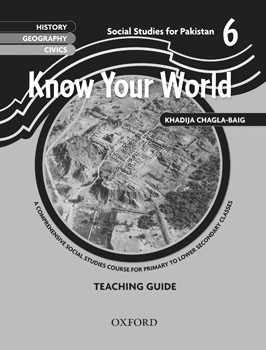 HISTORY
GEOGRAPHY
CIVICS
Social Studies for Pakistan 6
Know Your World
KHADIJA CHAGLA-BAIG
A COMPREHENSIVE SOCIAL STUDIES COURSE FOR PRIMARY TO LOWER SECONDARY CLASSES
TEACHING GUIDE
OXFORD